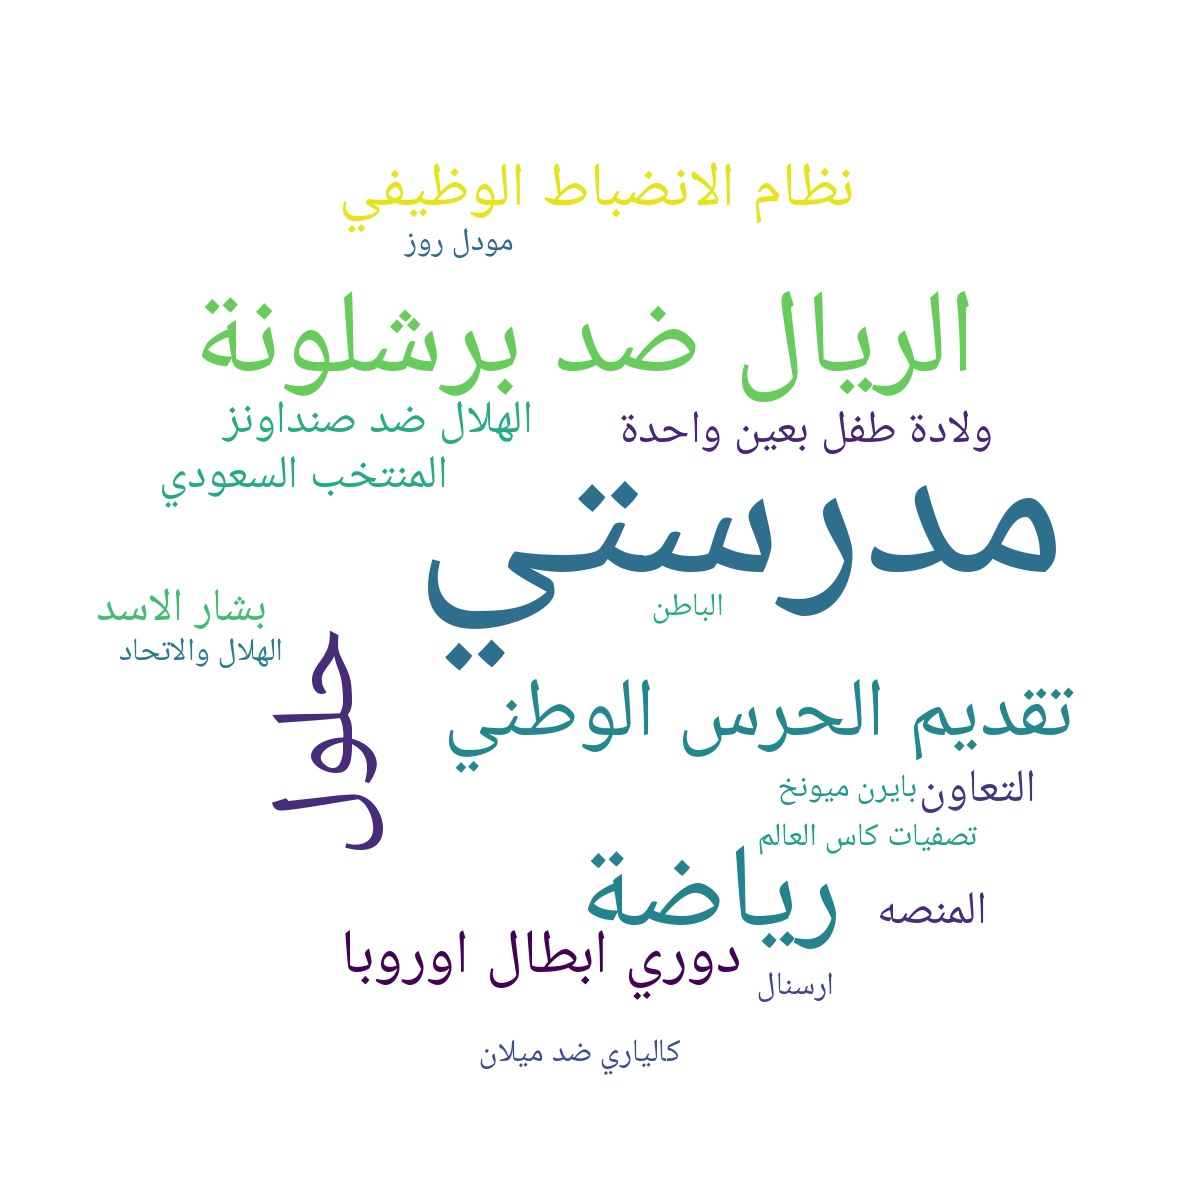 نظام الانضباط الوظيفي
مودل روز
الريال ضد برشلونة
الهلال ضد صنداونز
ولادة طفل بعين واحدة
المنتخب السعودي
مدرستي
الباطن
بشار الاسد
الهلال والاتحاد
حلول
تقديم الحرس الوطني
التعاون
بايرن ميونخ
تصفيات كاس العالم
رياضة
المنصه
دوري ابطال اوروبا
ارسنال
كالياري ضد ميلان